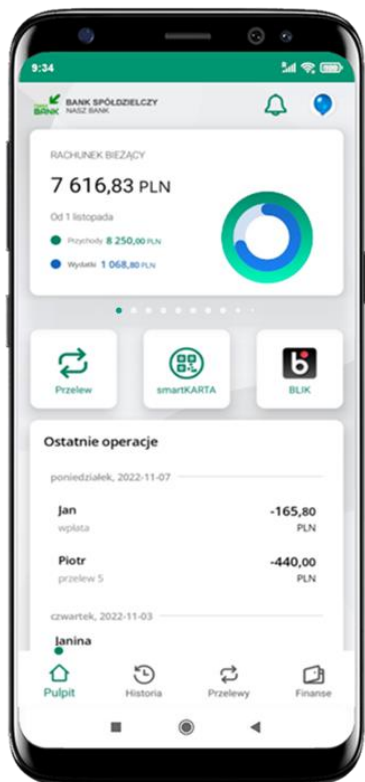 9:34
BANK SPÓŁDZIELCZY
BANK NASZ BANK
RACHUNEK BIEŻĄCY
7 616,83 PLN
Od 1 listopada
Przychody 8 250,00 PLN
Wydatki 1 068,80 PLN
Przelew smartKARTA BLIK
Ostatnie operacje
poniedziałek, 2022-11-07
Jan -165,80
wpłata PLN
Piotr -440,00
przelew 5 PLN
czwartek, 2022-11-03
Janina
Pulpit Historia Przelewy Finanse